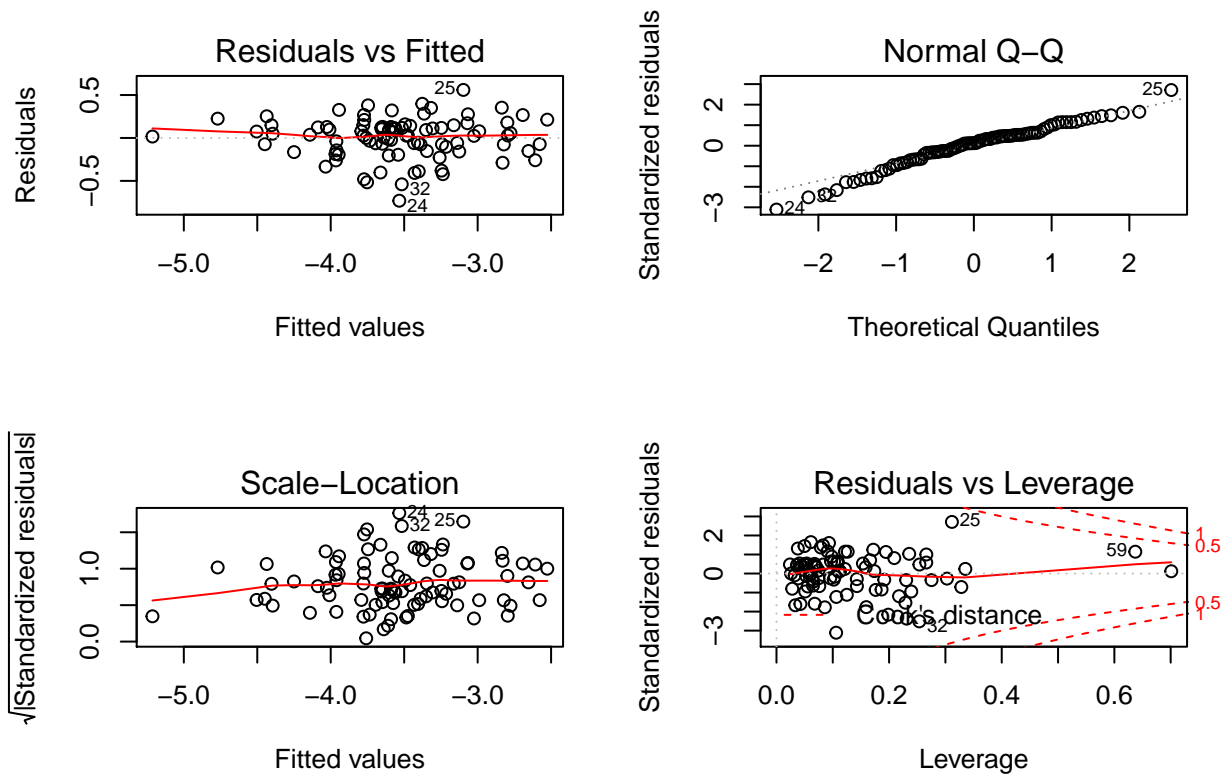 Residuals vs Fitted
Residuals
0.5
−0.5
25
32
24
−5.0 −4.0 −3.0
Fitted values
Normal Q−Q
Standardized residuals
2
0
−3
25
32
24
−2 −1 0 1 2
Theoretical Quantiles
Scale−Location
√|Standardized residuals|
1.0
0.0
24
32
25
−5.0 −4.0 −3.0
Fitted values
Residuals vs Leverage
Standardized residuals
2
0
−3
25
59
32
Cook's distance
1
0.5
0.5
1
0.0 0.2 0.4 0.6
Leverage